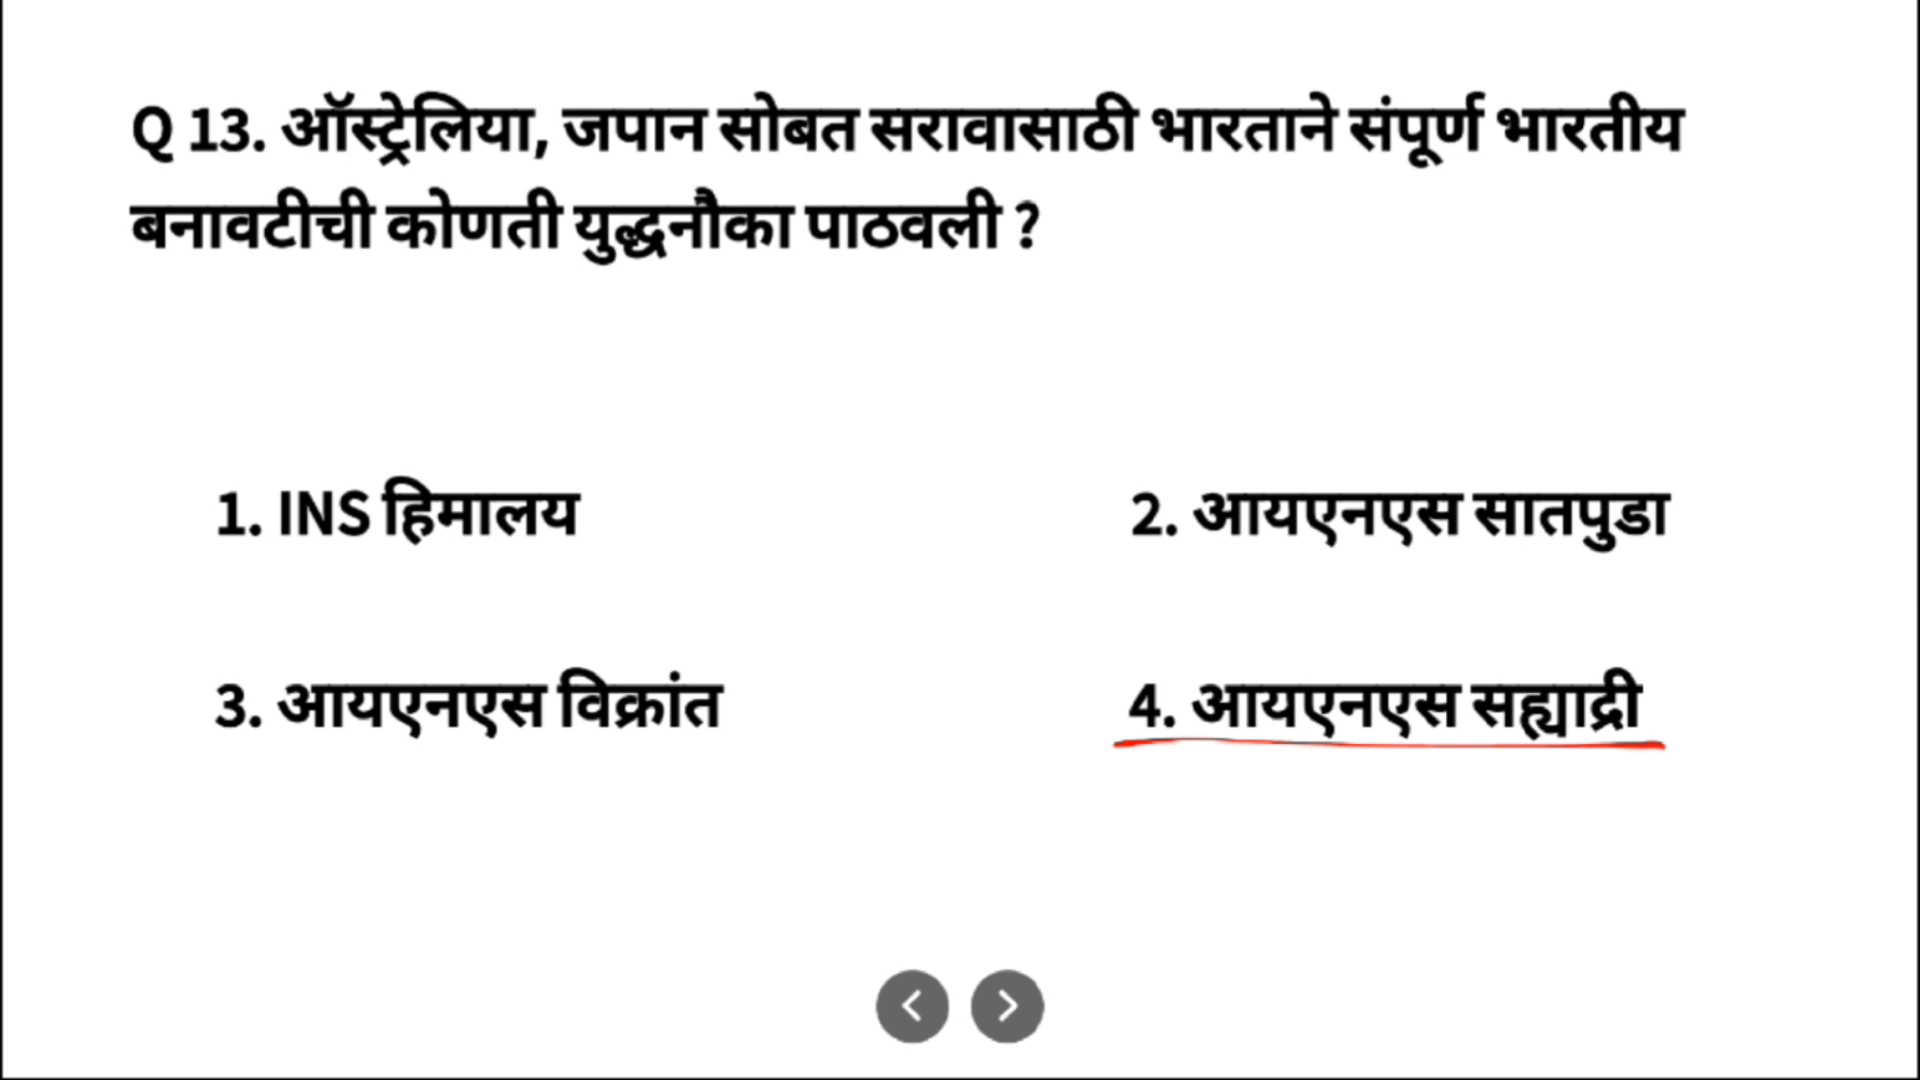 Q 13. ऑस्ट्रेलिया, जपान सोबत सरावासाठी भारताने संपूर्ण भारतीय
बनावटीची कोणती युद्धनौका पाठवली ?
1. INS हिमालय
2. आयएनएस सातपुडा
3. आयएनएस विक्रांत
4. आयएनएस सह्याद्री